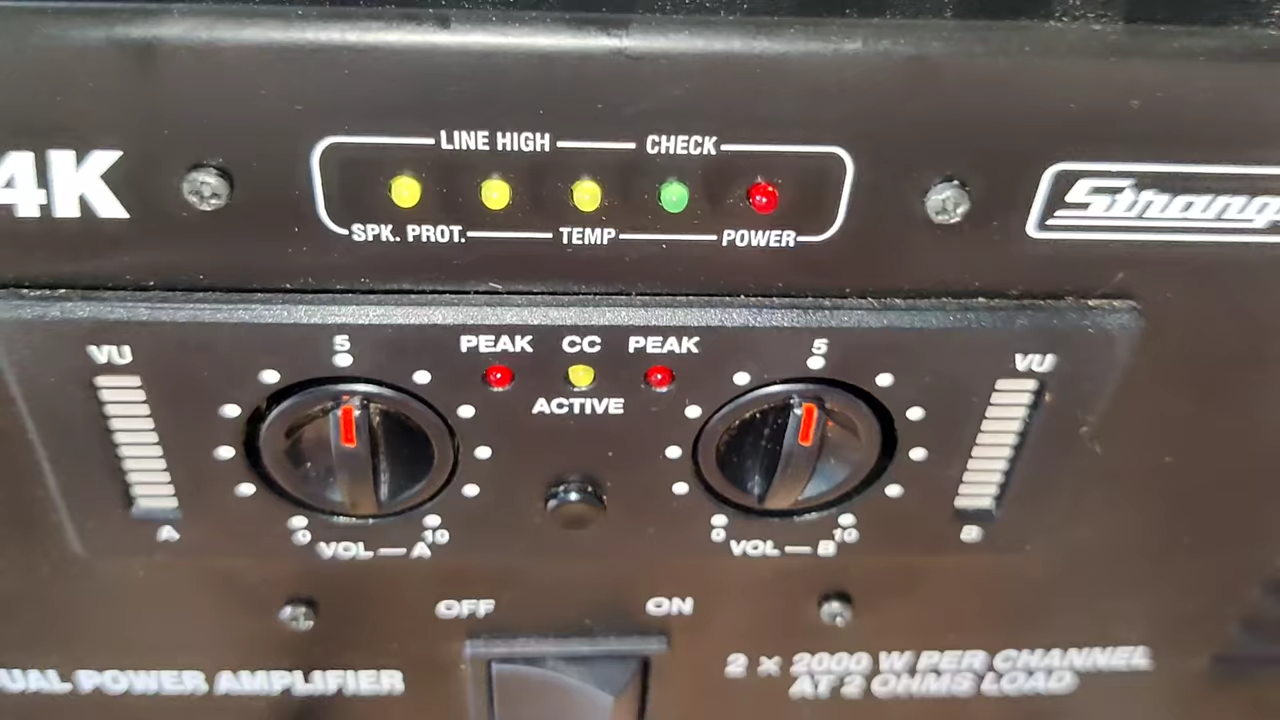 4K
LINE HIGH
CHECK
SPK. PROT.
TEMP
POWER
Strang
VU
5
PEAK
CC
PEAK
5
VU
ACTIVE
A
0
10
VOL — A
0
10
VOL — B
B
OFF
ON
UAL POWER AMPLIFIER
2 × 2000 W PER CHANNEL
AT 2 OHMS LOAD